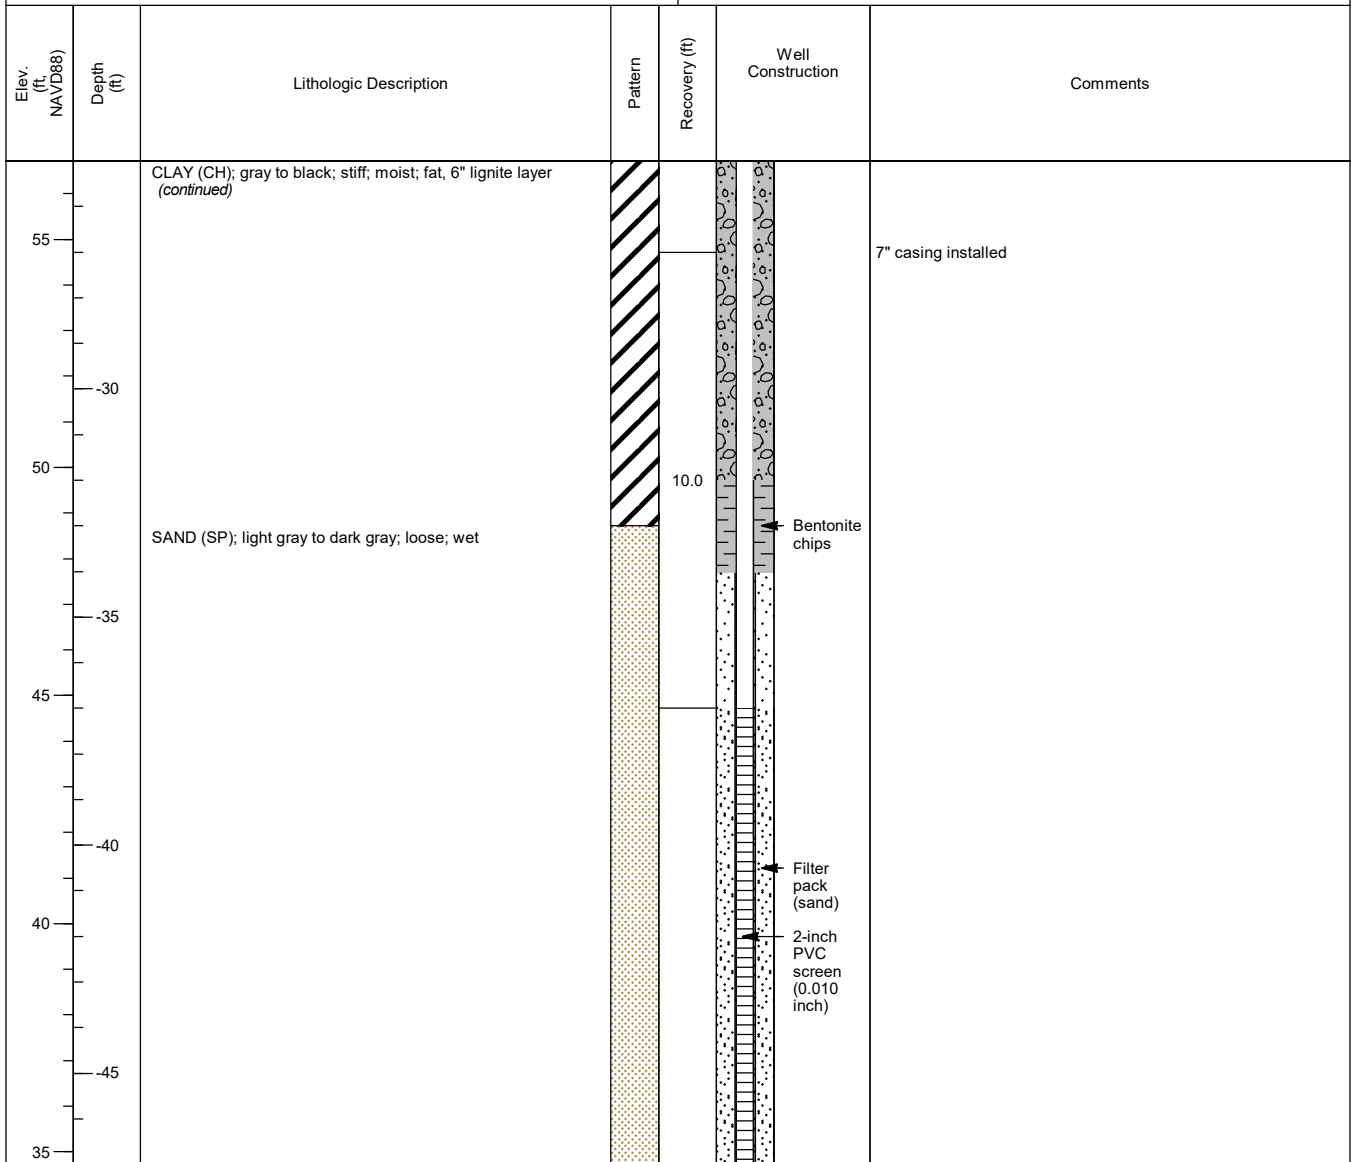 Elev.
(ft,
NAVD88)
Depth
(ft)
Lithologic Description
Pattern
Recovery (ft)
Well
Construction
Comments
CLAY (CH); gray to black; stiff; moist; fat, 6" lignite layer
(continued)
55
7" casing installed
-30
50
10.0
SAND (SP); light gray to dark gray; loose; wet
Bentonite
chips
-35
45
-40
Filter
pack
(sand)
40
2-inch
PVC
screen
(0.010
inch)
-45
35